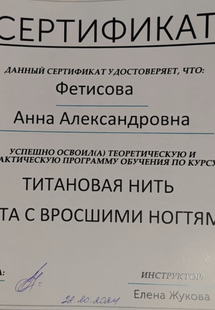 СЕРТИФИКАТ
ДАННЫЙ СЕРТИФИКАТ УДОСТОВЕРЯЕТ, ЧТО:
Фетисова
Анна Александровна
УСПЕШНО ОСВОИЛ(А) ТЕОРЕТИЧЕСКУЮ И
АКТИЧЕСКУЮ ПРОГРАММУ ОБУЧЕНИЯ ПО КУРСУ
ТИТАНОВАЯ НИТЬ
ТА С ВРОСШИМИ НОГТЯМ
А:
ИНСТРУКТОР:
21.10.2024
Елена Жукова